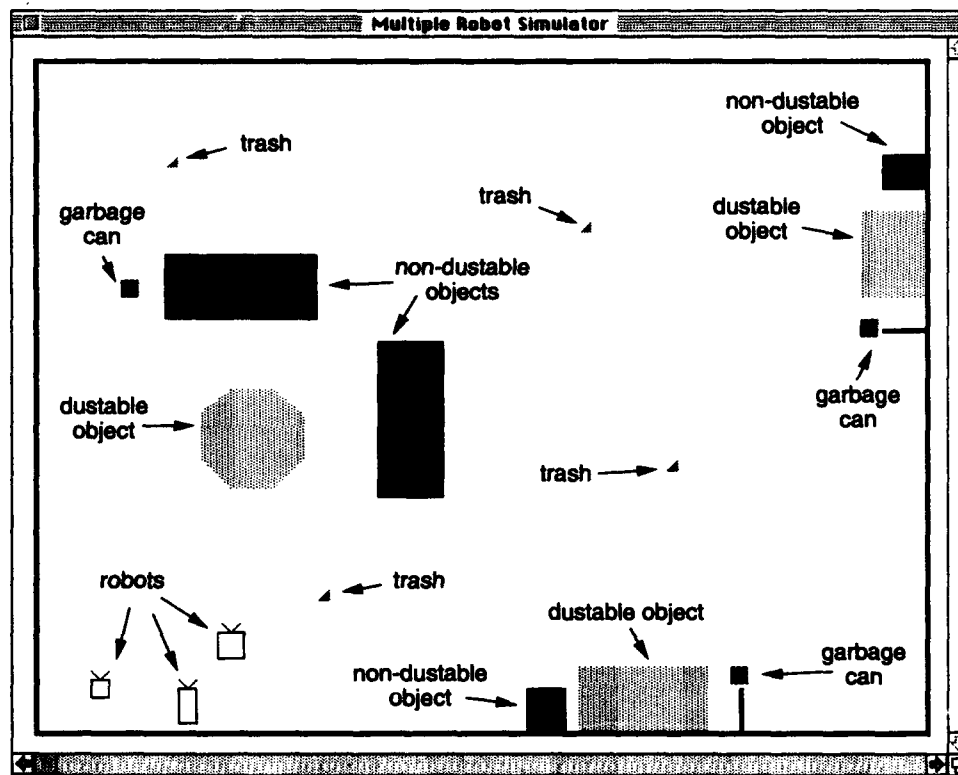 Multiple Robot Simulator
non-dustable
object
trash
trash
garbage
can
dustable
object
non-dustable
objects
garbage
can
dustable
object
trash
robots
trash
dustable object
non-dustable
object
garbage
can